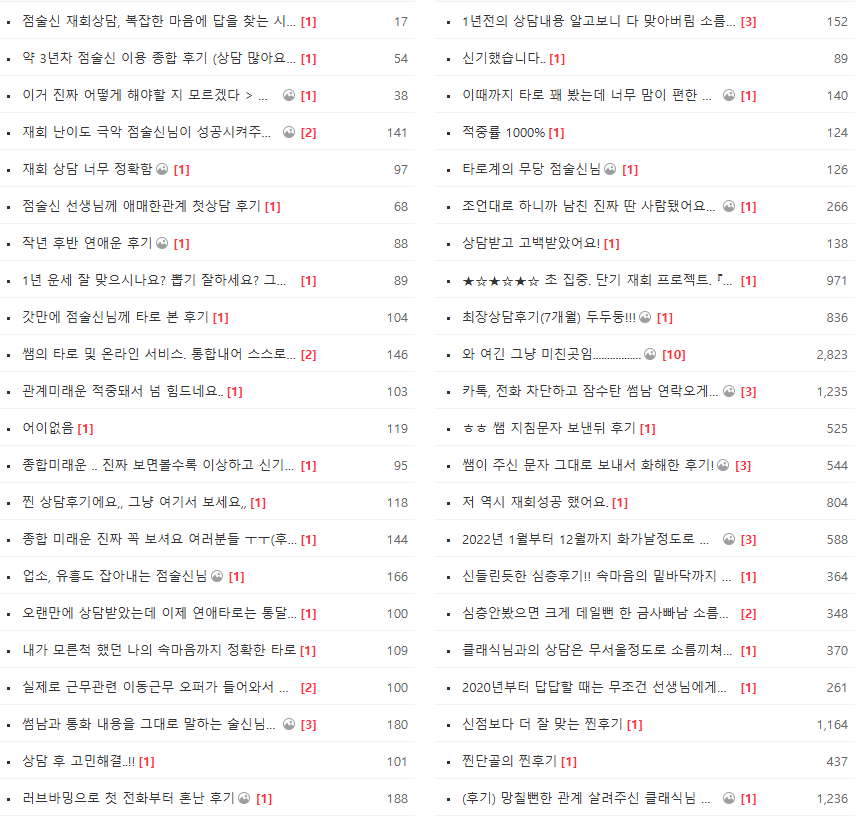 점술신 재회상담, 복잡한 마음에 답을 찾는 시... [1] 17
약 3년차 점술신 이용 종합 후기 (상담 많아요... [1] 54
이거 진짜 어떻게 해야할 지 모르겠다 > ... [1] 38
재회 난이도 극악 점술신님이 성공시켜주... [2] 141
재회 상담 너무 정확함 [1] 97
점술신 선생님께 애매한관계 첫상담 후기 [1] 68
작년 후반 연애운 후기 [1] 88
1년 운세 잘 맞으시나요? 뽑기 잘하세요? 그... [1] 89
갓만에 점술신님께 타로 본 후기 [1] 104
쌤의 타로 및 온라인 서비스. 통합내어 스스로... [2] 146
관계미래운 적중돼서 넘 힘드네요.. [1] 103
어이없음 [1] 119
종합미래운 .. 진짜 보면볼수록 이상하고 신기... [1] 95
찐 상담후기에요,, 그냥 여기서 보세요,, [1] 118
종합 미래운 진짜 꼭 보셔요 여러분들 ㅜㅜ(후... [1] 144
업소, 유흥도 잡아내는 점술신님 [1] 166
오랜만에 상담받았는데 이제 연애타로는 통달... [1] 100
내가 모른척 했던 나의 속마음까지 정확한 타로 [1] 109
실제로 근무관련 이동근무 오퍼가 들어와서 ... [2] 100
썸남과 통화 내용을 그대로 말하는 술신님... [3] 180
상담 후 고민해결..!! [1] 101
러브바밍으로 첫 전화부터 혼난 후기 [1] 188
1년전의 상담내용 알고보니 다 맞아버림 소름... [3] 152
신기했습니다.. [1] 89
이때까지 타로 꽤 봤는데 너무 맘이 편한 ... [1] 140
적중률 1000% [1] 124
타로계의 무당 점술신님 [1] 126
조언대로 하니까 남친 진짜 딴 사람됐어요... [1] 266
상담받고 고백받았어요! [1] 138
★☆★☆★☆ 초 집중. 단기 재회 프로젝트. 『... [1] 971
최장상담후기(7개월) 두두둥!!! [1] 836
와 여긴 그냥 미친곳임................. [10] 2,823
카톡, 전화 차단하고 잠수탄 썸남 연락오게... [3] 1,235
ㅎㅎ 쌤 지침문자 보낸뒤 후기 [1] 525
쌤이 주신 문자 그대로 보내서 화해한 후기! [3] 544
저 역시 재회성공 했어요. [1] 804
2022년 1월부터 12월까지 화가날정도로 ... [3] 588
신들린듯한 심층후기!! 속마음의 밑바닥까지 ... [1] 364
심층안봤으면 크게 데일뻔 한 금사빠남 소름... [2] 348
클래식님과의 상담은 무서울정도로 소름끼쳐... [1] 370
2020년부터 답답할 때는 무조건 선생님에게... [1] 261
신점보다 더 잘 맞는 찐후기 [1] 1,164
찐단골의 찐후기 [1] 437
(후기) 망칠뻔한 관계 살려주신 클래식님 ... [1] 1,236